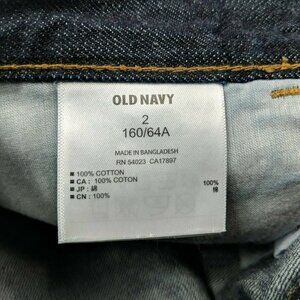 OLD NAVY
2
160/64A
MADE IN BANGLADESH
RN 54023 CA17897
100% COTTON
CA : 100% COTON
JP : 綿
CN : 100%
100%
棉